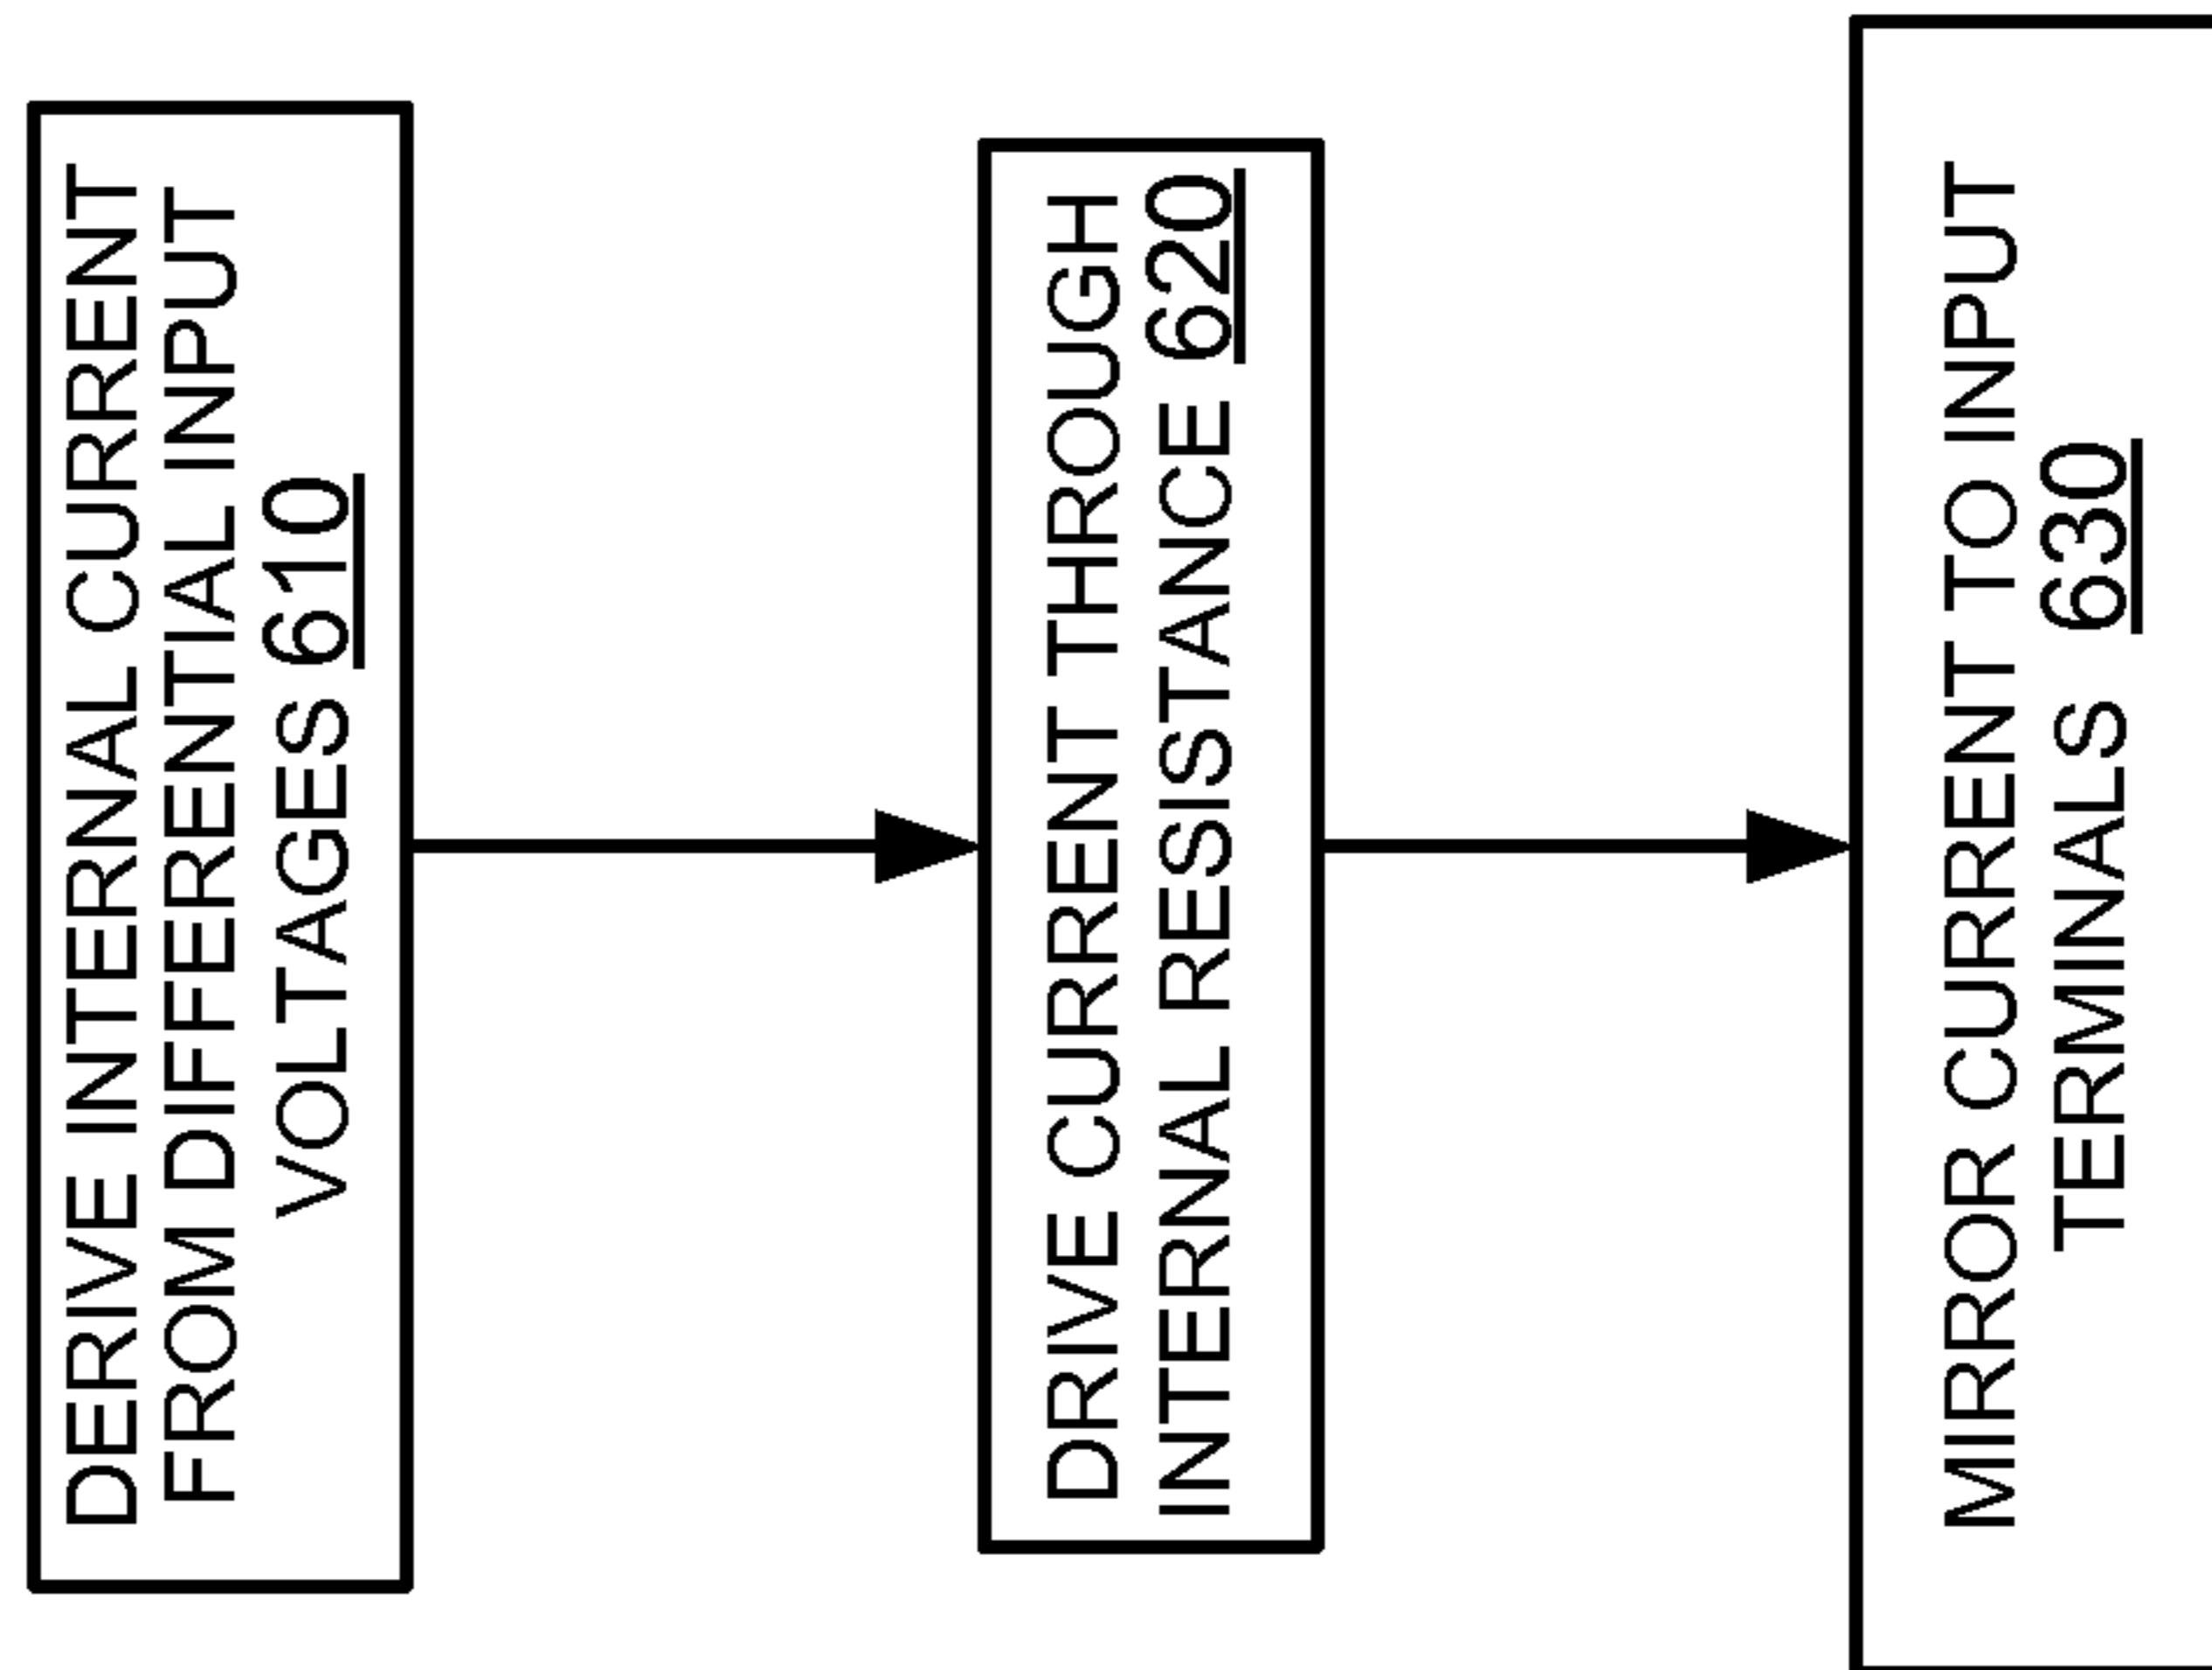 DERIVE INTERNAL CURRENT
FROM DIFFERENTIAL INPUT
VOLTAGES 610
DRIVE CURRENT THROUGH
INTERNAL RESISTANCE 620
MIRROR CURRENT TO INPUT
TERMINALS 630